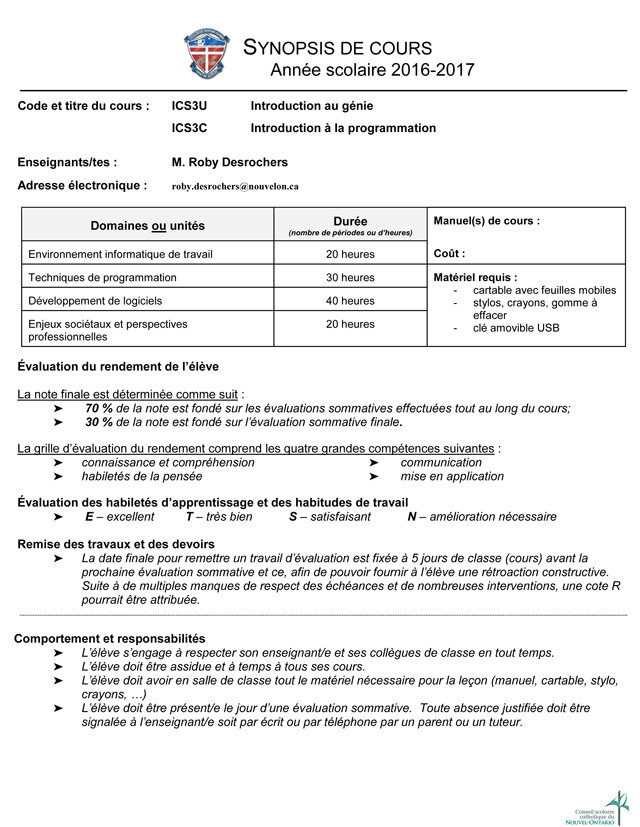 SYNOPSIS DE COURS
Année scolaire 2016-2017
Code et titre du cours : ICS3U Introduction au génie
ICS3C Introduction à la programmation
Enseignants/tes : M. Roby Desrochers
Adresse électronique : roby.desrochers@nouvelon.ca
Domaines ou unités
Durée
(nombre de périodes ou d'heures)
Manuel(s) de cours :
Coût :
Environnement informatique de travail 20 heures
Techniques de programmation 30 heures
Développement de logiciels 40 heures
Enjeux sociétaux et perspectives
professionnelles
20 heures
Matériel requis :
- cartable avec feuilles mobiles
- stylos, crayons, gomme à
effacer
- clé amovible USB
Évaluation du rendement de l'élève
La note finale est déterminée comme suit :
➤ 70 % de la note est fondé sur les évaluations sommatives effectuées tout au long du cours;
➤ 30 % de la note est fondé sur l'évaluation sommative finale.
La grille d'évaluation du rendement comprend les quatre grandes compétences suivantes :
➤ connaissance et compréhension ➤ communication
➤ habiletés de la pensée ➤ mise en application
Évaluation des habiletés d'apprentissage et des habitudes de travail
➤ E – excellent T – très bien S – satisfaisant N – amélioration nécessaire
Remise des travaux et des devoirs
➤ La date finale pour remettre un travail d'évaluation est fixée à 5 jours de classe (cours) avant la
prochaine évaluation sommative et ce, afin de pouvoir fournir à l'élève une rétroaction constructive.
Suite à de multiples manques de respect des échéances et de nombreuses interventions, une cote R
pourrait être attribuée.
Comportement et responsabilités
➤ L'élève s'engage à respecter son enseignant/e et ses collègues de classe en tout temps.
➤ L'élève doit être assidue et à temps à tous ses cours.
➤ L'élève doit avoir en salle de classe tout le matériel nécessaire pour la leçon (manuel, cartable, stylo,
crayons, …)
➤ L'élève doit être présent/e le jour d'une évaluation sommative. Toute absence justifiée doit être
signalée à l'enseignant/e soit par écrit ou par téléphone par un parent ou un tuteur.
Conseil scolaire
catholique du
NOUVEL-ONTARIO